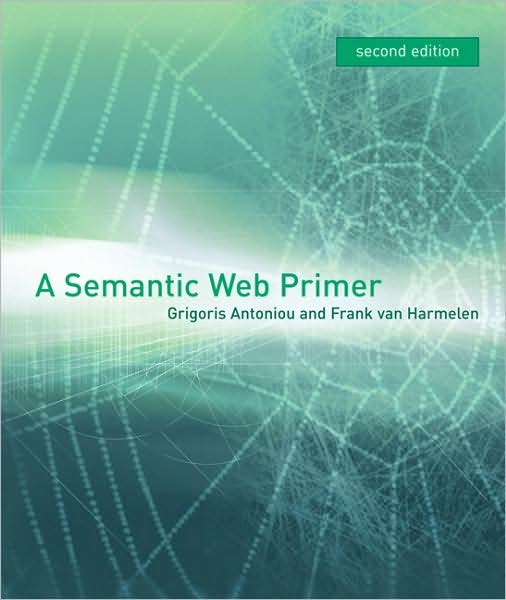 second edition
A Semantic Web Primer
Grigoris Antoniou and Frank van Harmelen